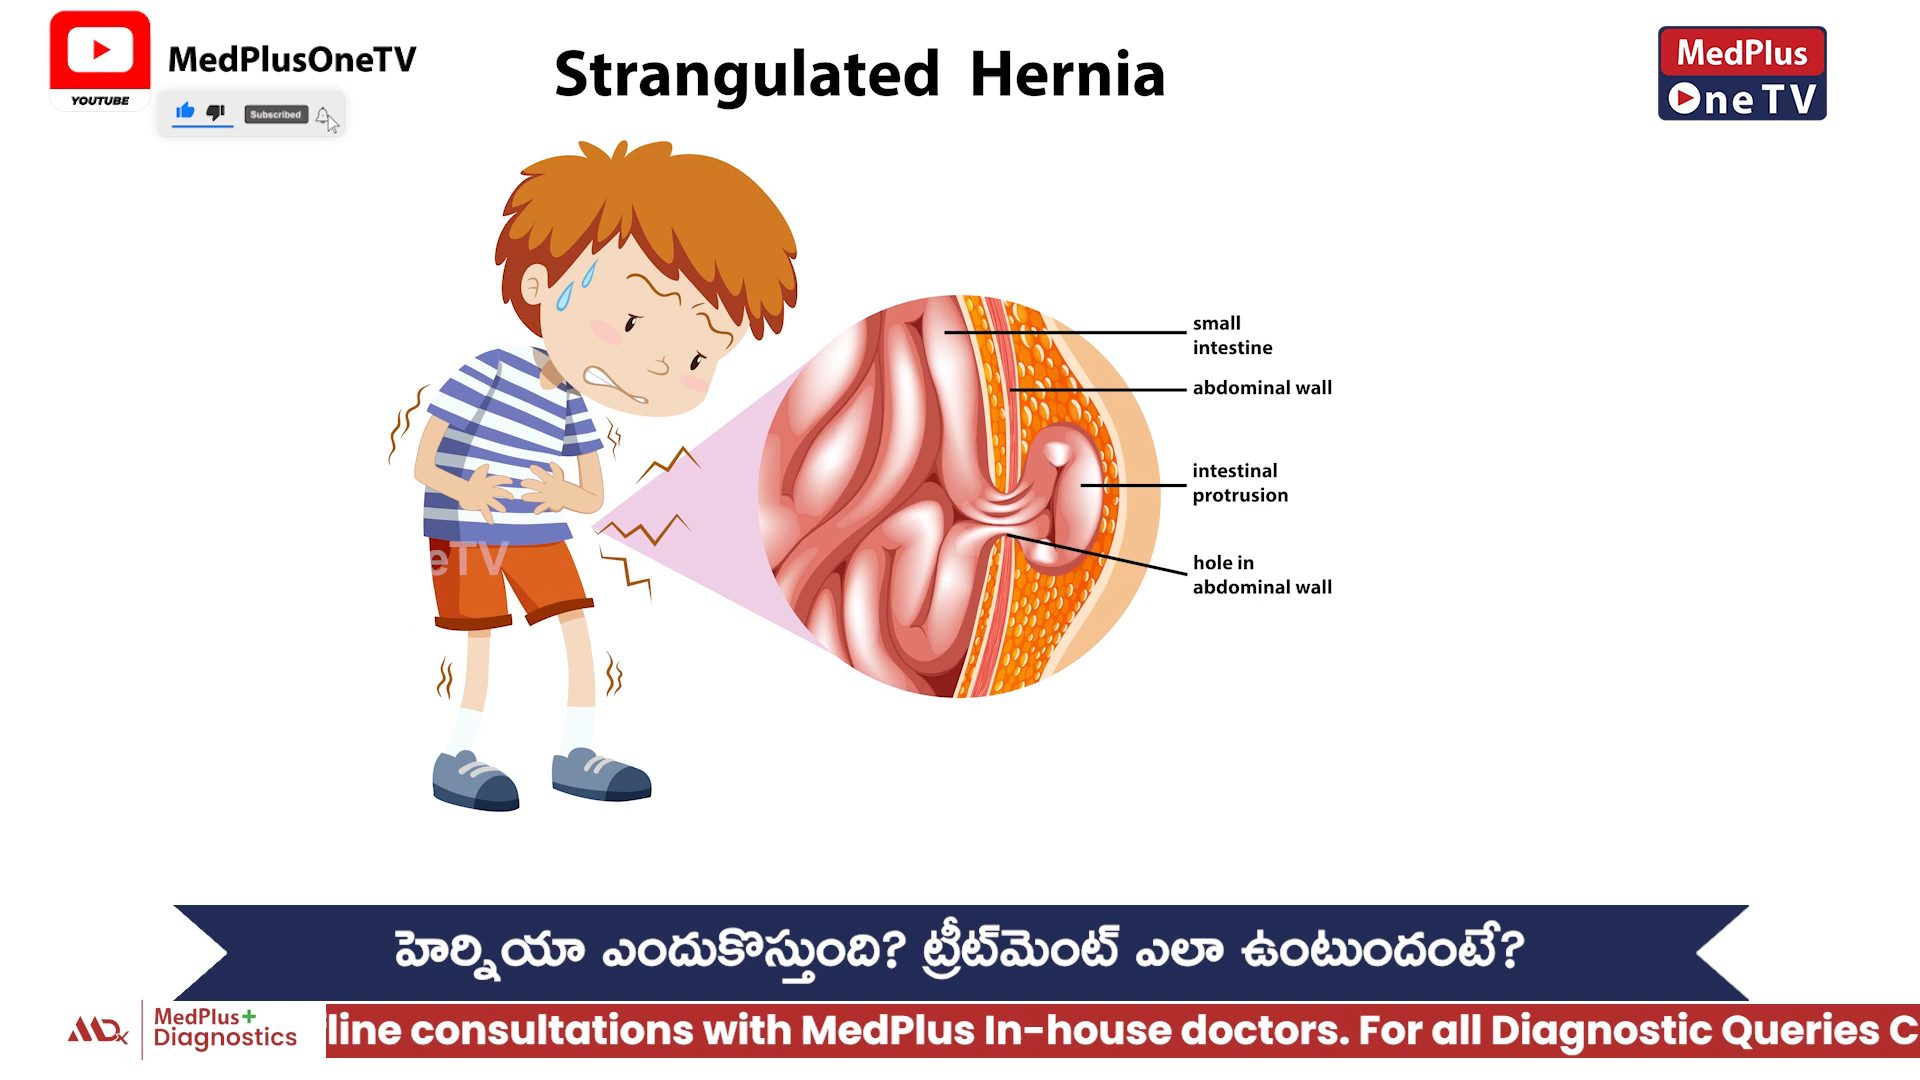 MedPlusOneTV
YOUTUBE
Subscribed
Strangulated Hernia
MedPlus
One TV
small
intestine
abdominal wall
intestinal
protrusion
hole in
abdominal wall
eTV
హెర్నియా ఎందుకొస్తుంది? ట్రీట్‌మెంట్ ఎలా ఉంటుందంటే?
MDx
MedPlus+
Diagnostics
line consultations with MedPlus In-house doctors. For all Diagnostic Queries C